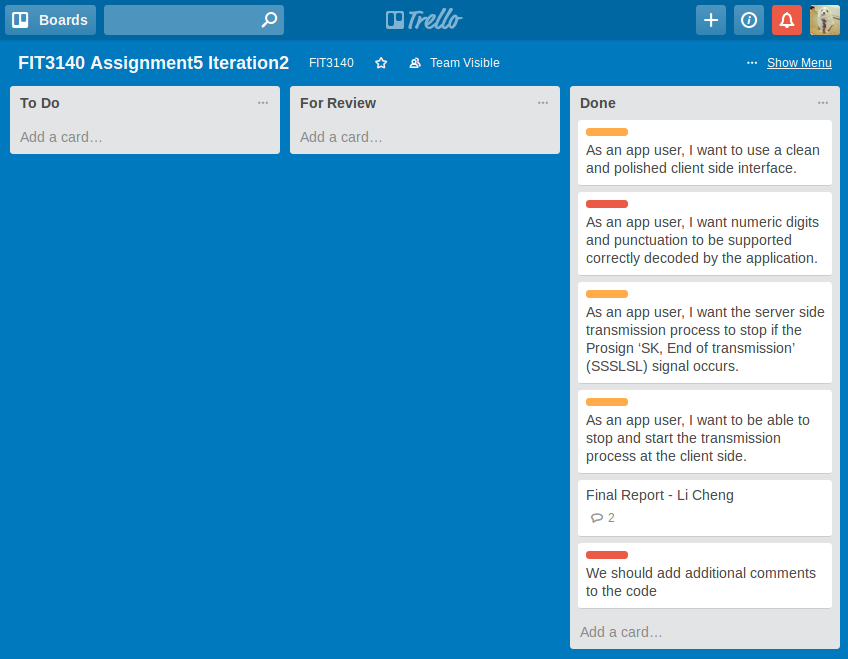 Boards
Trello
FIT3140 Assignment5 Iteration2
FIT3140
Team Visible
... Show Menu
To Do
Add a card…
For Review
Add a card…
Done
As an app user, I want to use a clean
and polished client side interface.
As an app user, I want numeric digits
and punctuation to be supported
correctly decoded by the application.
As an app user, I want the server side
transmission process to stop if the
Prosign ‘SK, End of transmission’
(SSSLSL) signal occurs.
As an app user, I want to be able to
stop and start the transmission
process at the client side.
Final Report - Li Cheng
2
We should add additional comments
to the code
Add a card…